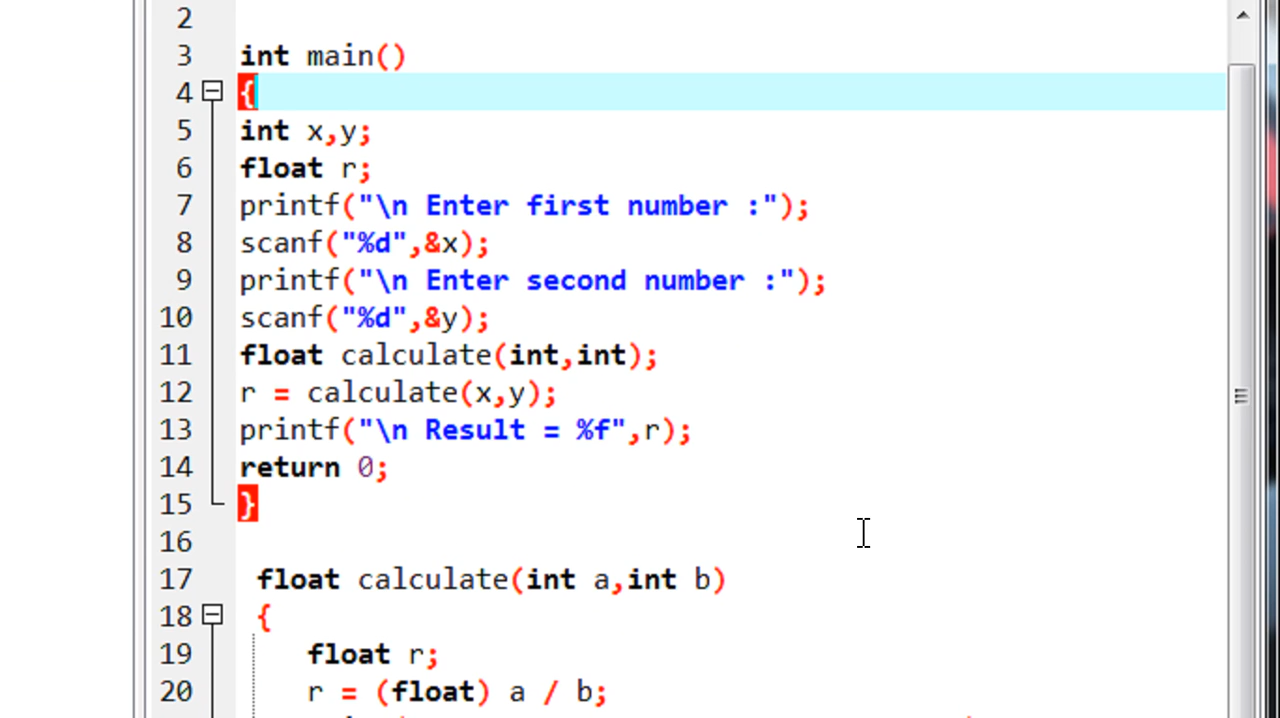 2
3 int main()
4 {
5 int x,y;
6 float r;
7 printf("\n Enter first number :");
8 scanf("%d",&x);
9 printf("\n Enter second number :");
10 scanf("%d",&y);
11 float calculate(int,int);
12 r = calculate(x,y);
13 printf("\n Result = %f",r);
14 return 0;
15 }
16
17 float calculate(int a,int b)
18 {
19 float r;
20 r = (float) a / b;